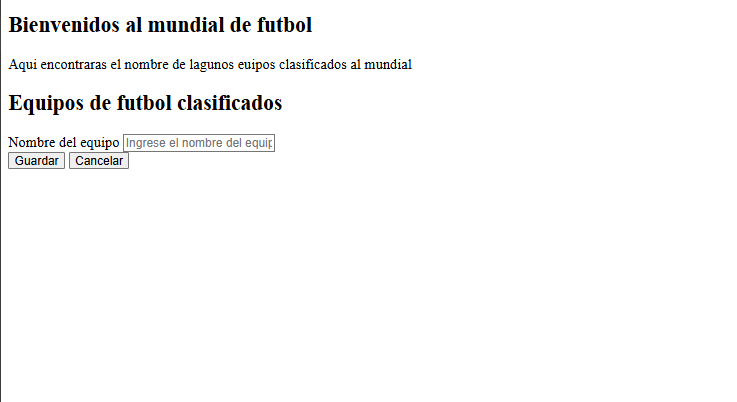 Bienvenidos al mundial de futbol
Aqui encontraras el nombre de lagunos euipos clasificados al mundial
Equipos de futbol clasificados
Nombre del equipo Ingrese el nombre del equip
Guardar Cancelar